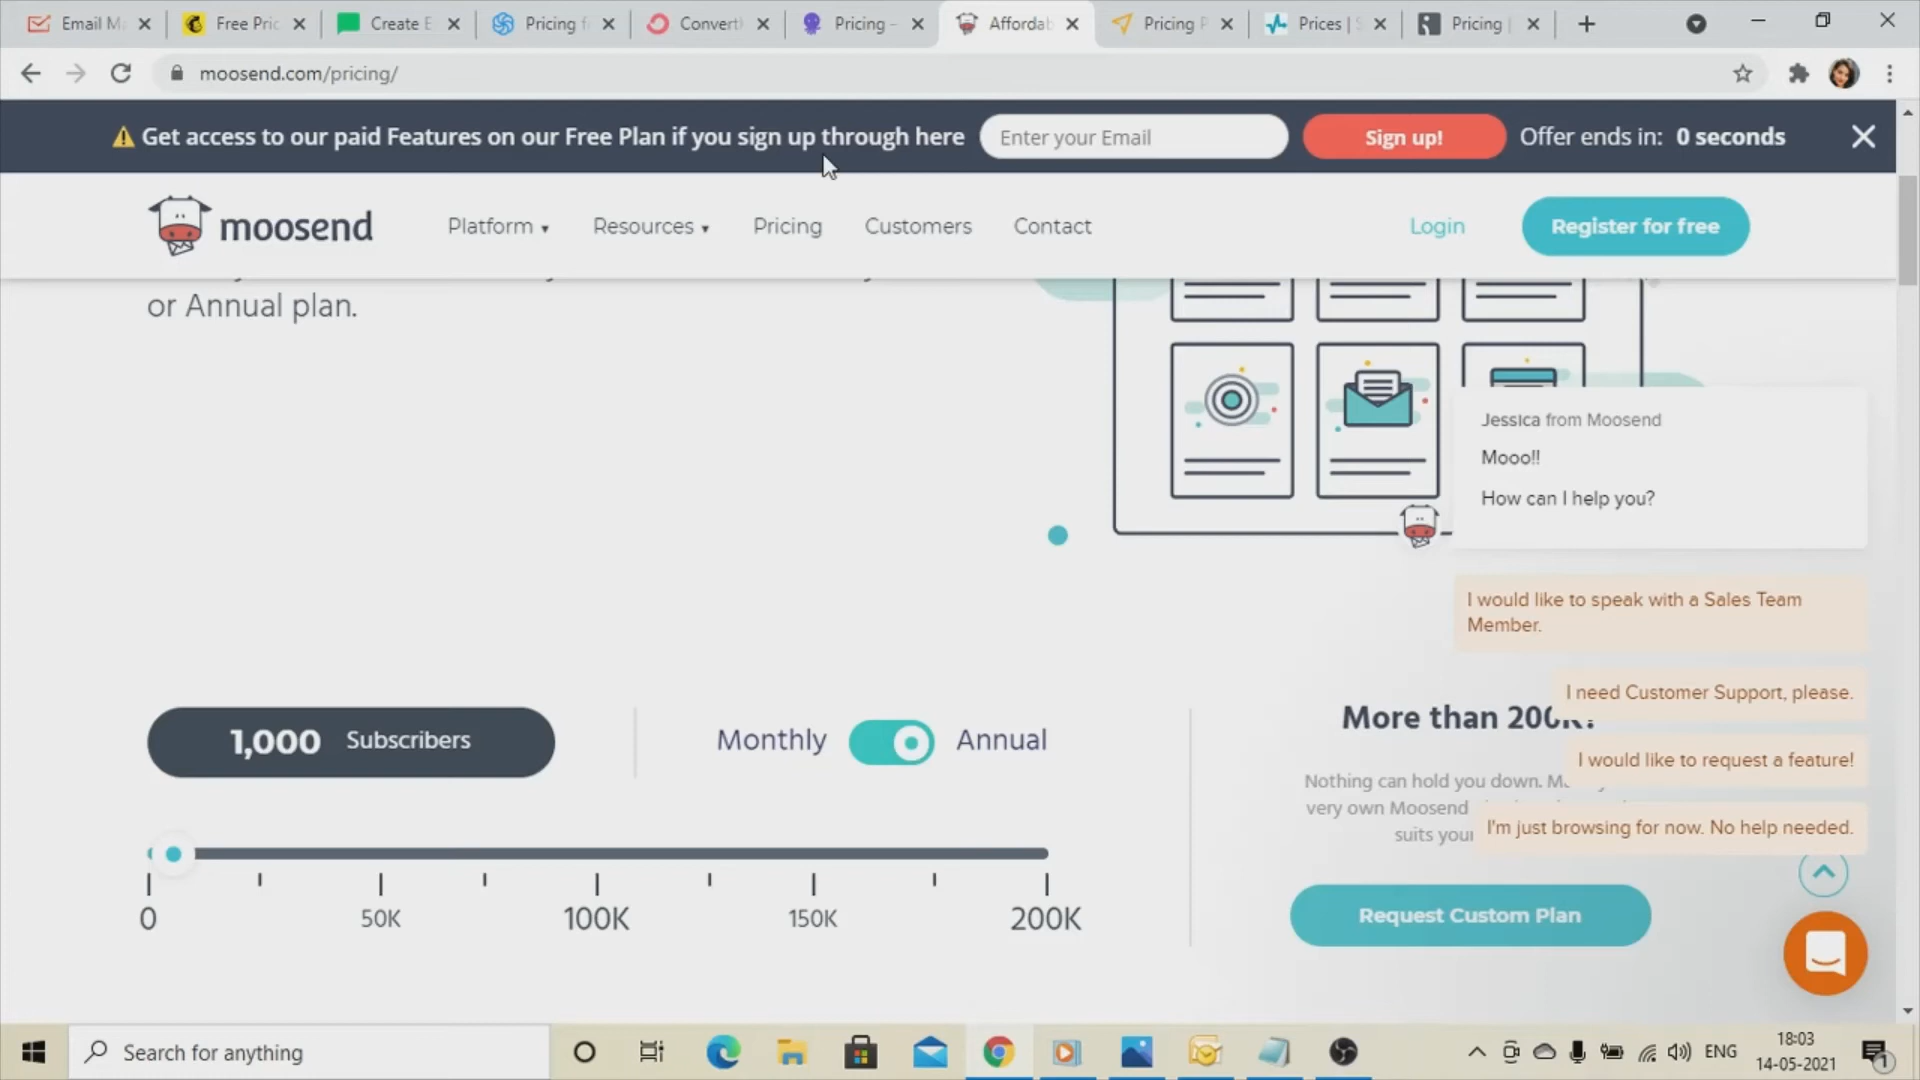 Email Ma
Free Pric
Create E
Pricing f
Convertk
Pricing -
Affordab
Pricing P
Prices | S
Pricing |
moosend.com/pricing/
Get access to our paid Features on our Free Plan if you sign up through here
Enter your Email
Sign up!
Offer ends in: 0 seconds
moosend
Platform
Resources
Pricing
Customers
Contact
Login
Register for free
or Annual plan.
Jessica from Moosend
Mooo!!
How can I help you?
I would like to speak with a Sales Team
Member.
I need Customer Support, please.
I would like to request a feature!
I'm just browsing for now. No help needed.
1,000 Subscribers
Monthly
Annual
0
50K
100K
150K
200K
More than 200K?
Nothing can hold you down.
very own Moosend
suits your
Request Custom Plan
Search for anything
ENG
18:03
14-05-2021
1